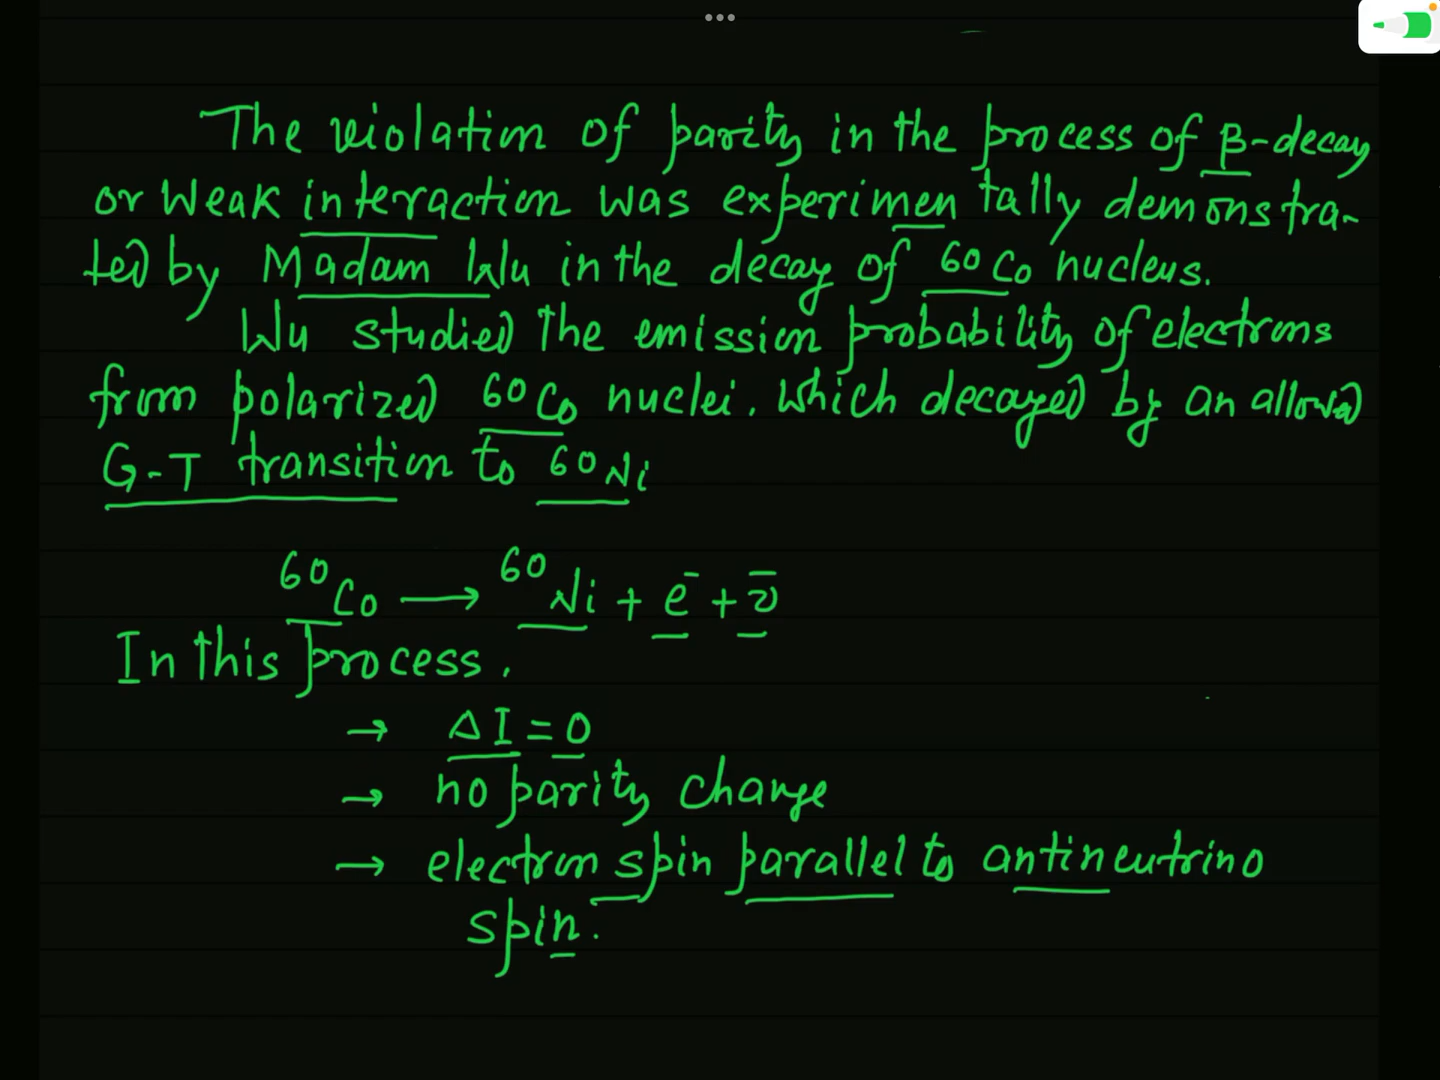 The violation of parity in the process of β-decay
or weak interaction was experimentally demonstra-
ted by Madam Wu in the decay of ⁶⁰Co nucleus.
Wu studied the emission probability of electrons
from polarized ⁶⁰Co nuclei. which decayed by an allowed
G-T transition to ⁶⁰Ni
⁶⁰Co ⟶ ⁶⁰Ni + e⁻ + ν̄
In this process,
→ ΔI = 0
→ no parity change
→ electron spin parallel to antineutrino
spin.